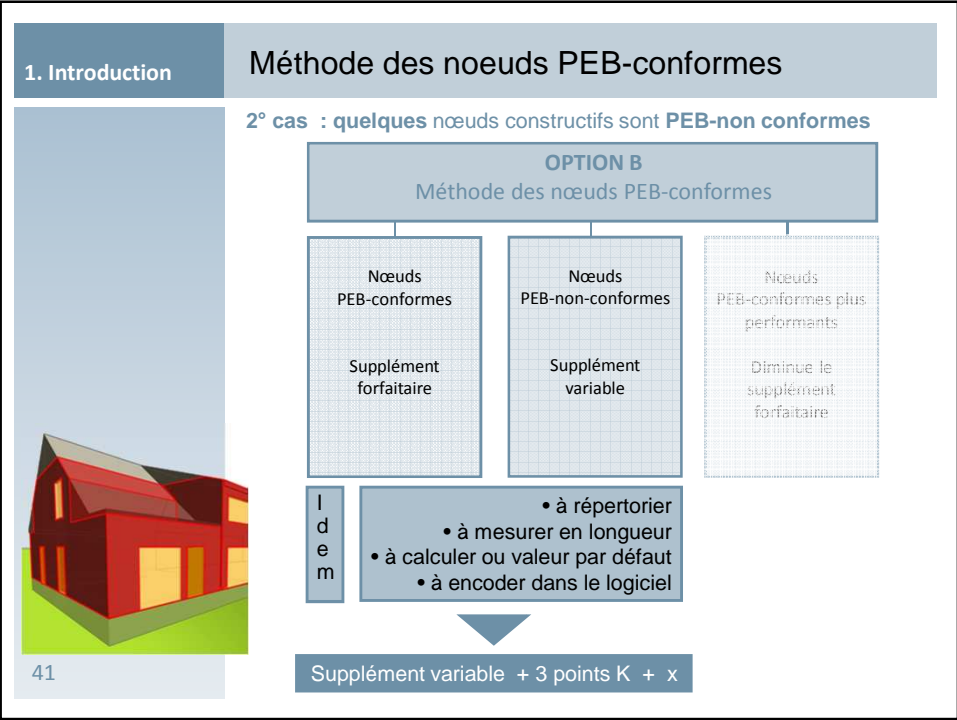 1. Introduction
Méthode des noeuds PEB-conformes
2° cas : quelques nœuds constructifs sont PEB-non conformes
OPTION B
Méthode des nœuds PEB-conformes
Nœuds
PEB-conformes
Supplément
forfaitaire
Nœuds
PEB-non-conformes
Supplément
variable
Nœuds
PEB-conformes plus
performants
Diminue le
supplément
forfaitaire
I
d
e
m
• à répertorier
• à mesurer en longueur
• à calculer ou valeur par défaut
• à encoder dans le logiciel
Supplément variable + 3 points K + x
41